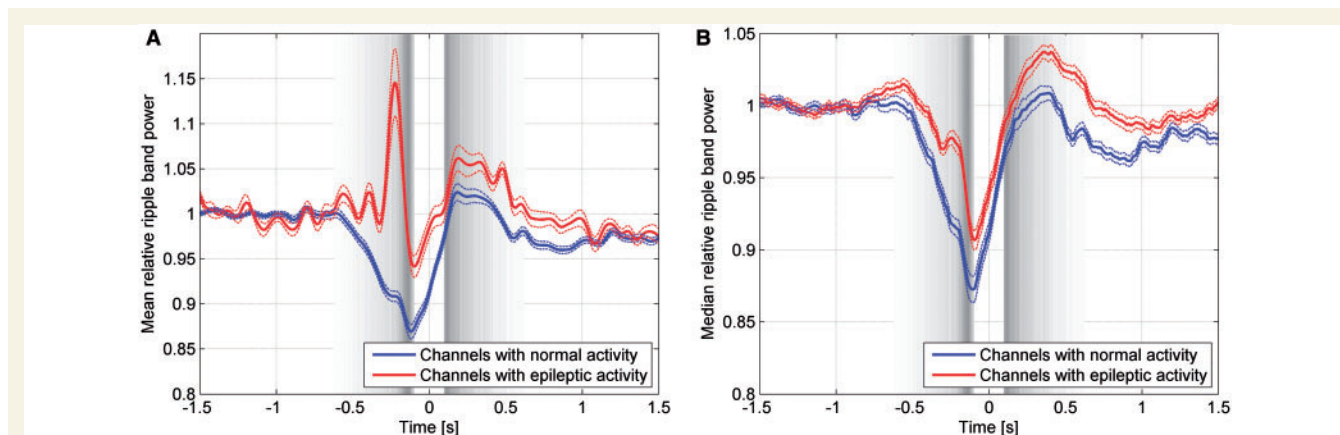 A
Mean relative ripple band power
1.15
1.1
1.05
1
0.95
0.9
0.85
0.8
-1.5
-1
-0.5
0
0.5
1
1.5
Time [s]
Channels with normal activity
Channels with epileptic activity
B
Median relative ripple band power
1.05
1
0.95
0.9
0.85
0.8
-1.5
-1
-0.5
0
0.5
1
1.5
Time [s]
Channels with normal activity
Channels with epileptic activity